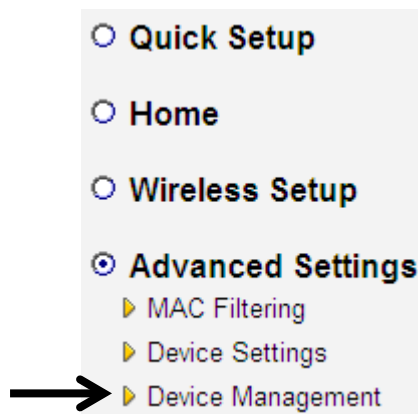 Quick Setup
Home
Wireless Setup
Advanced Settings
MAC Filtering
Device Settings
Device Management